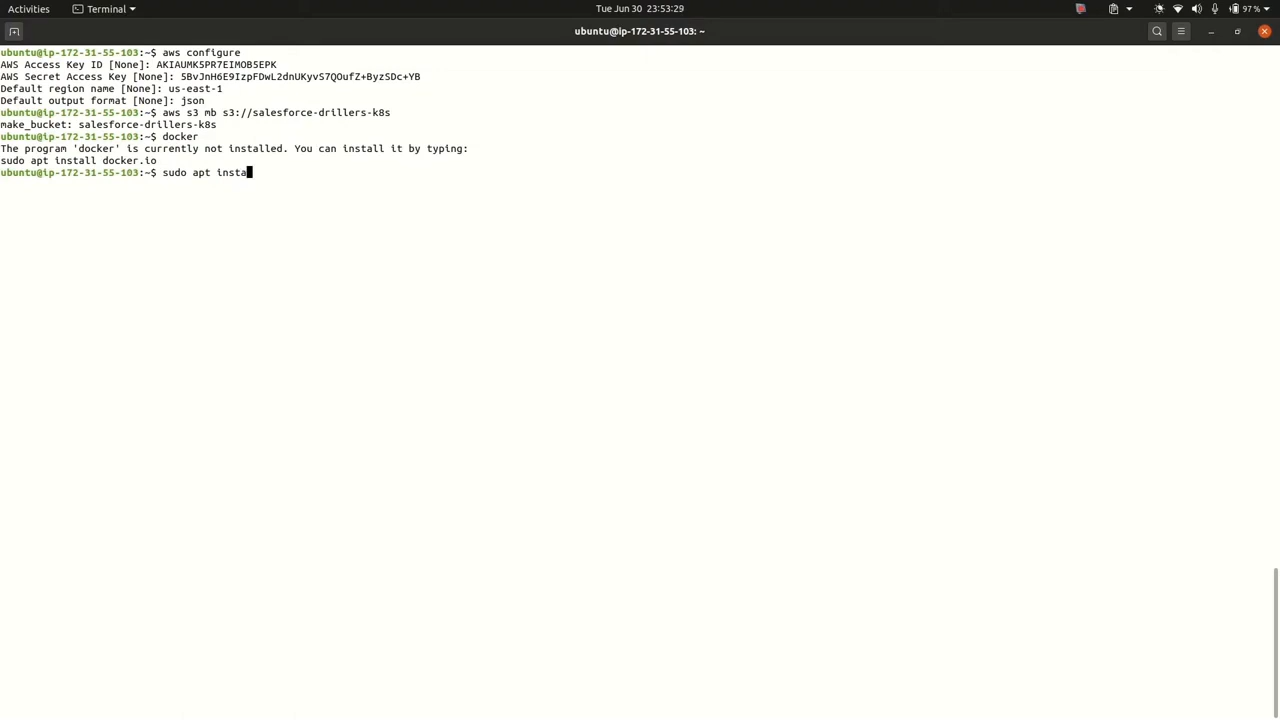 Activities Terminal Tue Jun 30 23:53:29 97 %
ubuntu@ip-172-31-55-103: ~
ubuntu@ip-172-31-55-103:~$ aws configure
AWS Access Key ID [None]: AKIAUMK5PR7EIMOB5EPK
AWS Secret Access Key [None]: 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
Default region name [None]: us-east-1
Default output format [None]: json
ubuntu@ip-172-31-55-103:~$ aws s3 mb s3://salesforce-drillers-k8s
make_bucket: salesforce-drillers-k8s
ubuntu@ip-172-31-55-103:~$ docker
The program 'docker' is currently not installed. You can install it by typing:
sudo apt install docker.io
ubuntu@ip-172-31-55-103:~$ sudo apt insta